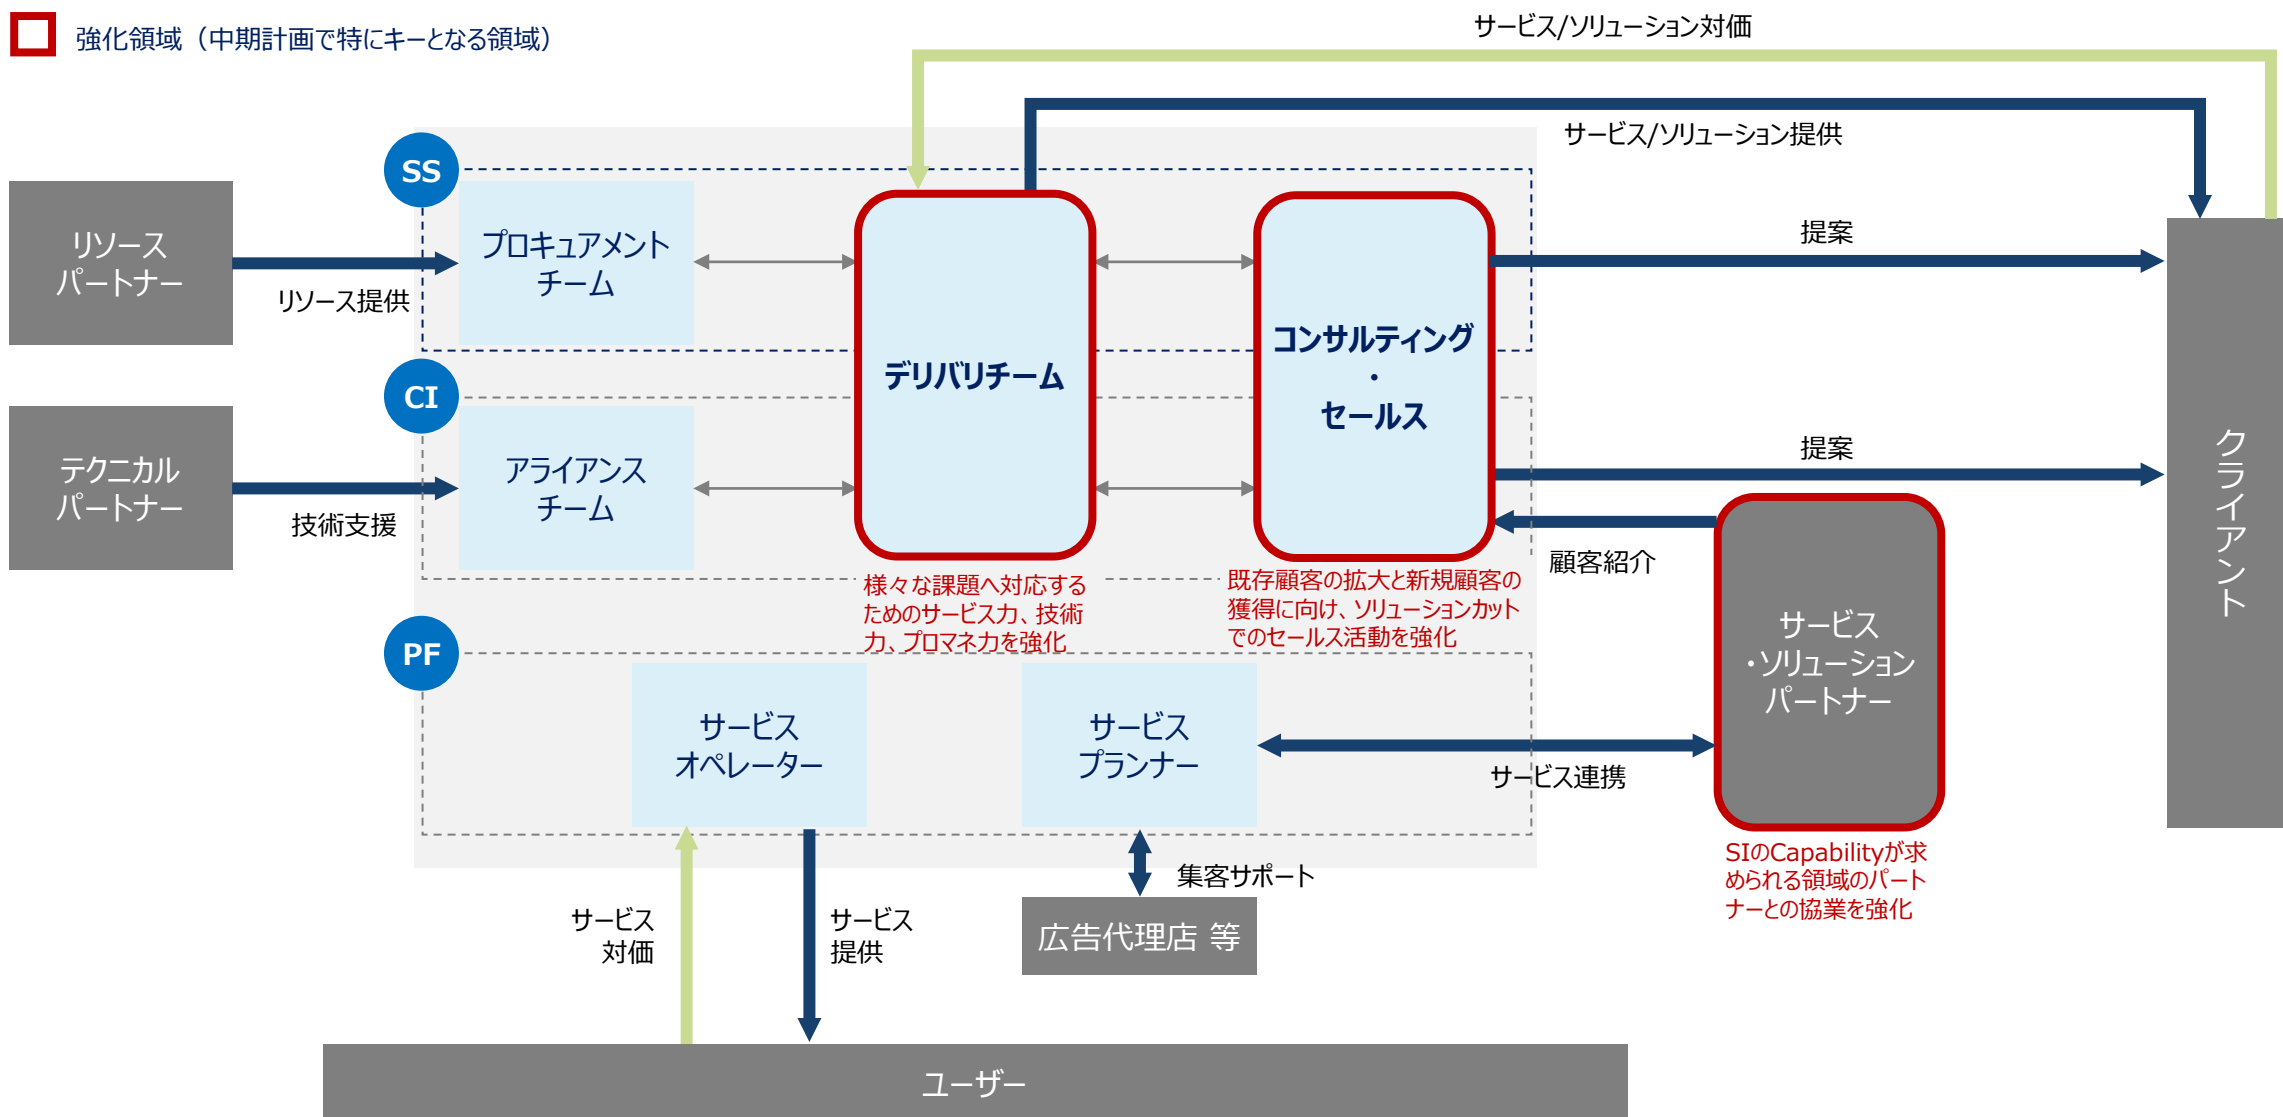 強化領域（中期計画で特にキーとなる領域）
サービス/ソリューション対価
サービス/ソリューション提供
SS
リソース
パートナー
リソース提供
プロキュアメント
チーム
デリバリチーム
コンサルティング
・
セールス
提案
CI
テクニカル
パートナー
技術支援
アライアンス
チーム
提案
顧客紹介
クライアント
様々な課題へ対応する
ためのサービス力、技術
力、プロマネ力を強化
既存顧客の拡大と新規顧客の
獲得に向け、ソリューションカット
でのセールス活動を強化
サービス
・ソリューション
パートナー
PF
サービス
オペレーター
サービス
プランナー
サービス連携
SIのCapabilityが求
められる領域のパート
ナーとの協業を強化
集客サポート
広告代理店 等
サービス
対価
サービス
提供
ユーザー